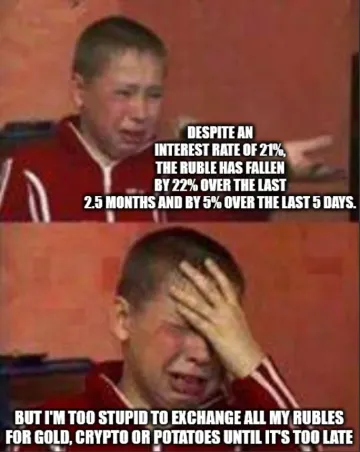 DESPITE AN
INTEREST RATE OF 21%,
THE RUBLE HAS FALLEN
BY 22% OVER THE LAST
2.5 MONTHS AND BY 5% OVER THE LAST 5 DAYS.
BUT I'M TOO STUPID TO EXCHANGE ALL MY RUBLES
FOR GOLD, CRYPTO OR POTATOES UNTIL IT'S TOO LATE